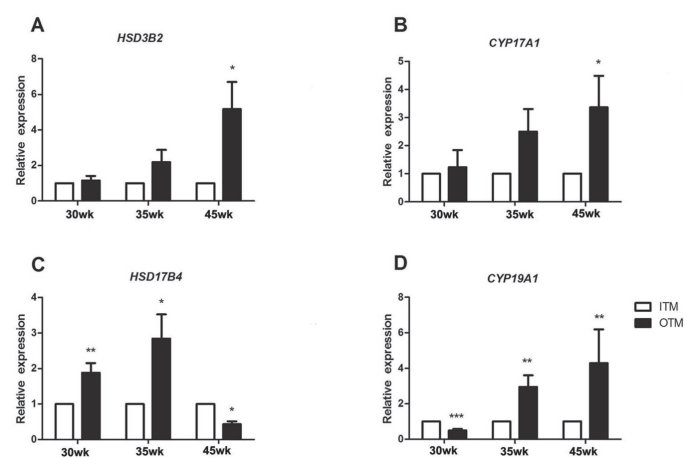 A
HSD3B2
Relative expression
8
6
4
2
0
*
30wk 35wk 45wk
B
CYP17A1
Relative expression
5
4
3
2
1
0
*
30wk 35wk 45wk
C
HSD17B4
Relative expression
4
3
2
1
0
** * *
30wk 35wk 45wk
D
CYP19A1
Relative expression
8
6
4
2
0
*** ** **
30wk 35wk 45wk
ITM
OTM